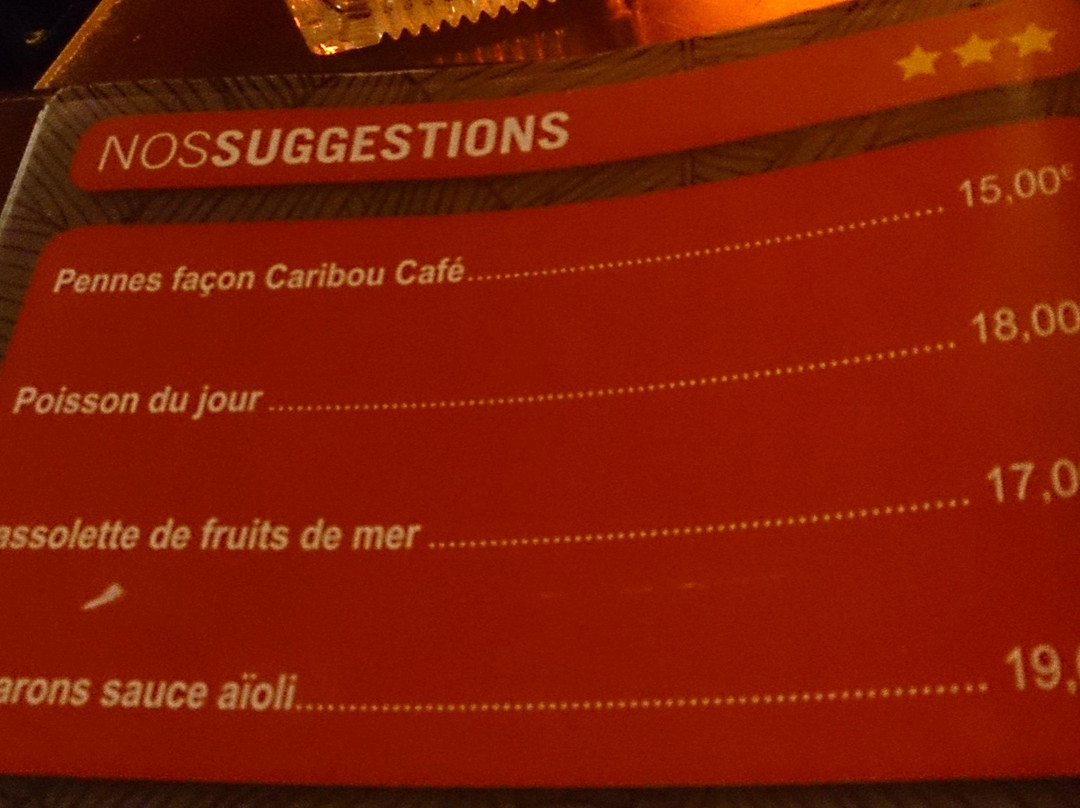 NOSSUGGESTIONS
Pennes façon Caribou Café 15,00€
Poisson du jour 18,00
assolette de fruits de mer 17,0
arons sauce aïoli 19,